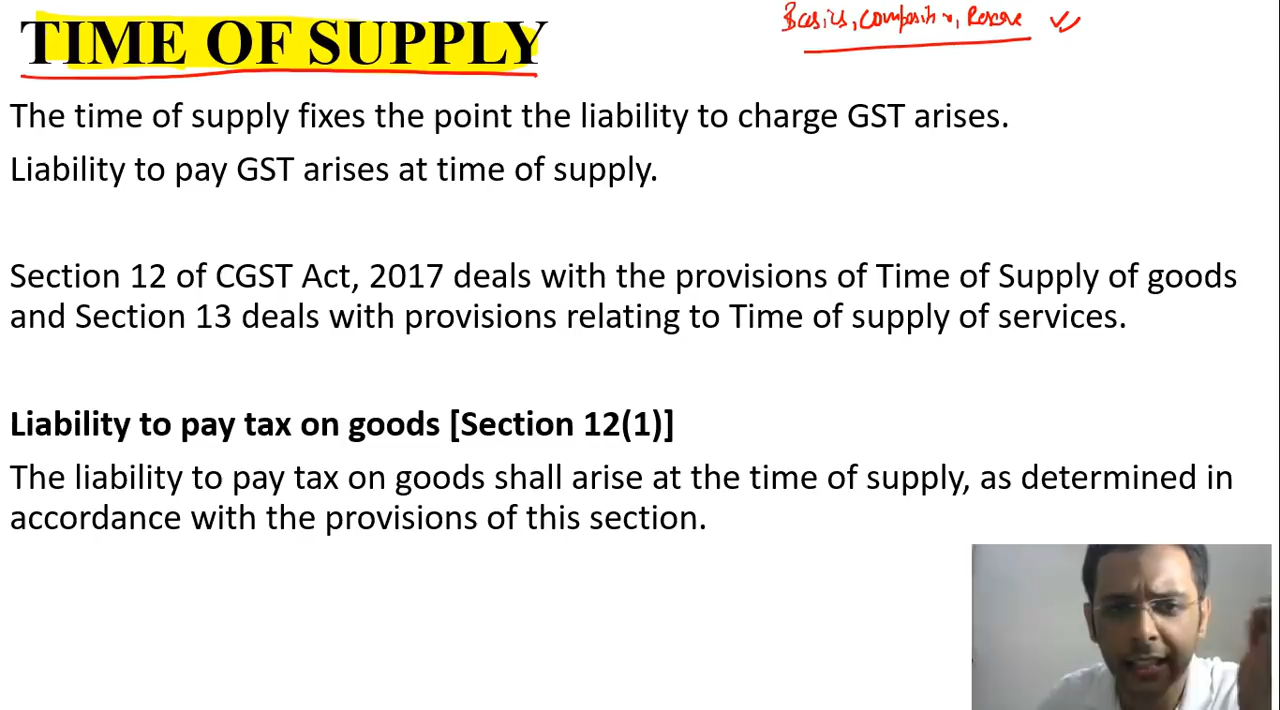 TIME OF SUPPLY
Basics, Composition, Reverse
The time of supply fixes the point the liability to charge GST arises.
Liability to pay GST arises at time of supply.
Section 12 of CGST Act, 2017 deals with the provisions of Time of Supply of goods
and Section 13 deals with provisions relating to Time of supply of services.
Liability to pay tax on goods [Section 12(1)]
The liability to pay tax on goods shall arise at the time of supply, as determined in
accordance with the provisions of this section.